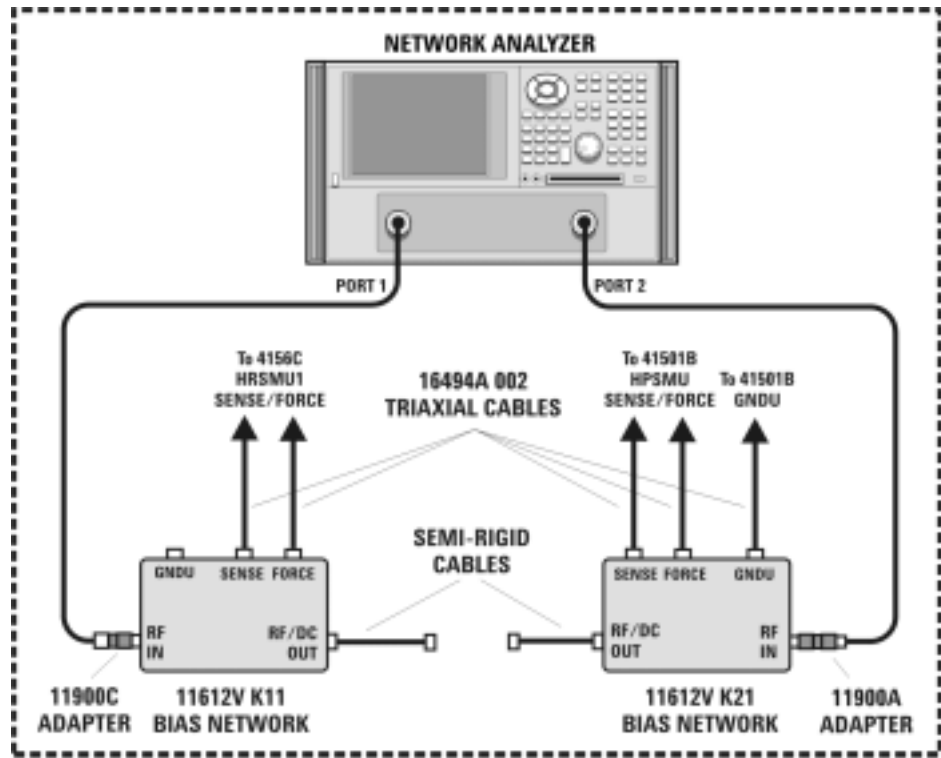 NETWORK ANALYZER
PORT 1
PORT 2
To 4156C
HRSMU1
SENSE/FORCE
16494A 002
TRIAXIAL CABLES
To 41501B
HPSMU
SENSE/FORCE
To 41501B
GNDU
SEMI-RIGID
CABLES
GNDU SENSE FORCE
SENSE FORCE GNDU
RF
IN
RF/DC
OUT
RF/DC
OUT
RF
IN
11900C
ADAPTER
11612V K11
BIAS NETWORK
11612V K21
BIAS NETWORK
11900A
ADAPTER